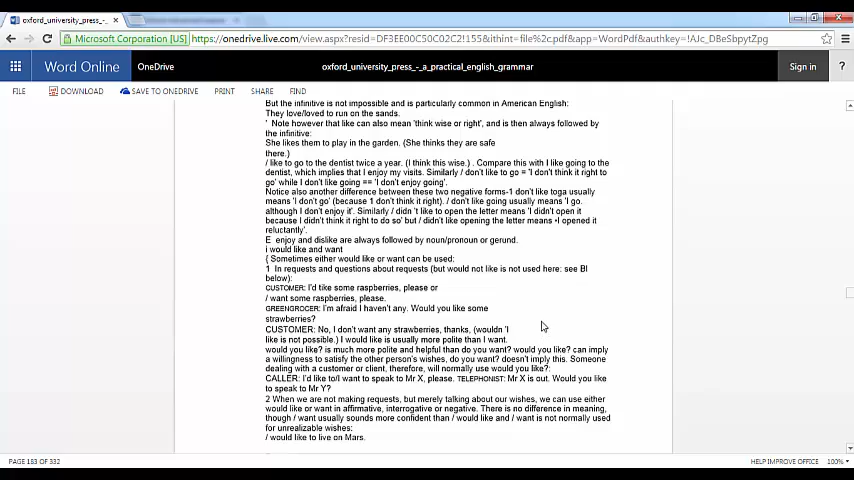 oxford_university_press_-_
Microsoft Corporation [US] https://onedrive.live.com/view.aspx?resid=DF3EE00C50C02C2!155&ithint=file%2c.pdf&app=WordPdf&authkey=!AJc_DBeSbpytZpg
Word Online OneDrive oxford_university_press_-_a_practical_english_grammar Sign in ?
FILE DOWNLOAD SAVE TO ONEDRIVE PRINT SHARE FIND
But the infinitive is not impossible and is particularly common in American English:
They love/loved to run on the sands.
' Note however that like can also mean 'think wise or right', and is then always followed by
the infinitive:
She likes them to play in the garden. (She thinks they are safe
there.)
/ like to go to the dentist twice a year. (I think this wise.) . Compare this with I like going to the
dentist, which implies that I enjoy my visits. Similarly / don't like to go = 'I don't think it right to
go' while I don't like going == 'I don't enjoy going'.
Notice also another difference between these two negative forms-1 don't like toga usually
means 'I don't go' (because 1 don't think it right). / don't like going usually means 'I go.
although I don't enjoy it'. Similarly / didn 't like to open the letter means 'I didn't open it
because I didn't think it right to do so' but / didn't like opening the letter means •I opened it
reluctantly'.
E enjoy and dislike are always followed by noun/pronoun or gerund.
i would like and want
{ Sometimes either would like or want can be used:
1 In requests and questions about requests (but would not like is not used here: see BI
below):
CUSTOMER: I'd tike some raspberries, please or
/ want some raspberries, please.
GREENGROCER: I'm afraid I haven't any. Would you like some
strawberries?
CUSTOMER: No, I don't want any strawberries, thanks, (wouldn 'I
like is not possible.) I would like is usually more polite than I want.
would you like? is much more polite and helpful than do you want? would you like? can imply
a willingness to satisfy the other person's wishes, do you want? doesn't imply this. Someone
dealing with a customer or client, therefore, will normally use would you like?:
CALLER: I'd like to/I want to speak to Mr X, please. TELEPHONIST: Mr X is out. Would you like
to speak to Mr Y?
2 When we are not making requests, but merely talking about our wishes, we can use either
would like or want in affirmative, interrogative or negative. There is no difference in meaning,
though / want usually sounds more confident than / would like and / want is not normally used
for unrealizable wishes:
/ would like to live on Mars.
PAGE 183 OF 332 HELP IMPROVE OFFICE 100%